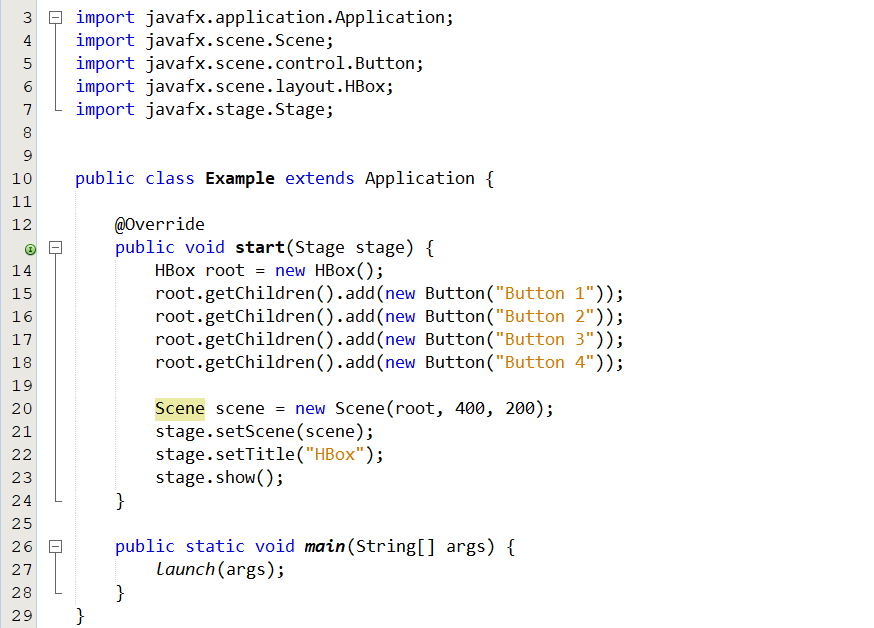 3 import javafx.application.Application;
4 import javafx.scene.Scene;
5 import javafx.scene.control.Button;
6 import javafx.scene.layout.HBox;
7 import javafx.stage.Stage;
8
9
10 public class Example extends Application {
11
12     @Override
    public void start(Stage stage) {
14         HBox root = new HBox();
15         root.getChildren().add(new Button("Button 1"));
16         root.getChildren().add(new Button("Button 2"));
17         root.getChildren().add(new Button("Button 3"));
18         root.getChildren().add(new Button("Button 4"));
19
20         Scene scene = new Scene(root, 400, 200);
21         stage.setScene(scene);
22         stage.setTitle("HBox");
23         stage.show();
24     }
25
26     public static void main(String[] args) {
27         launch(args);
28     }
29 }